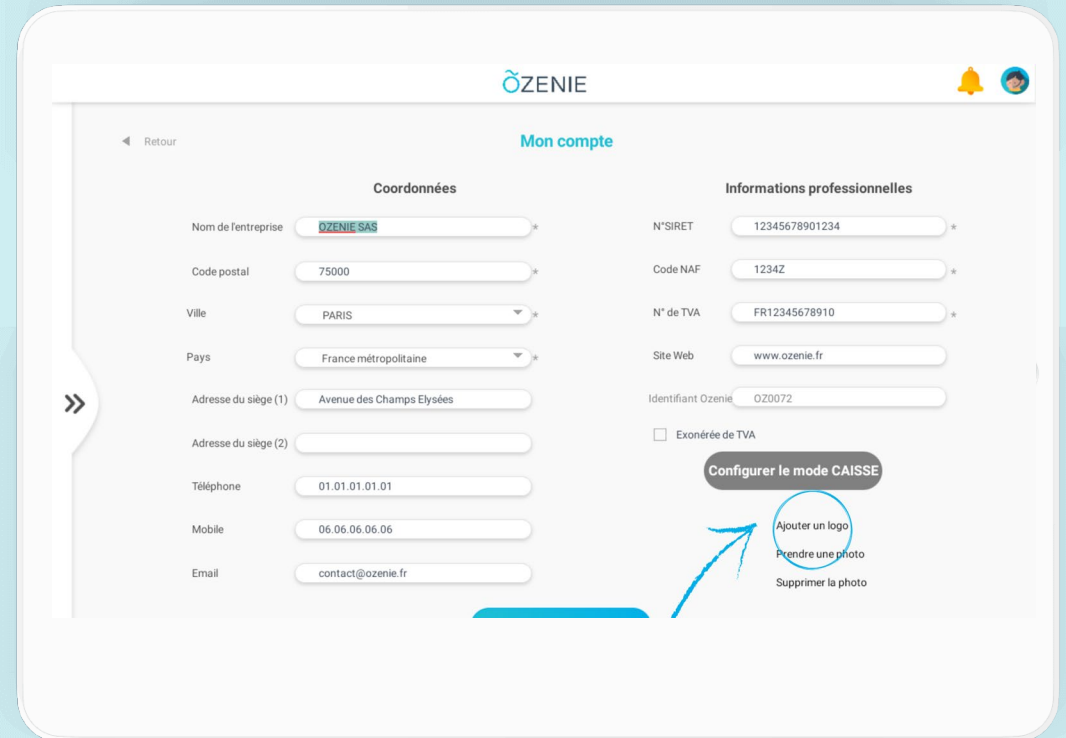 ÕZENIE
Retour
Mon compte
Coordonnées
Nom de l'entreprise OZENIE SAS *
Code postal 75000 *
Ville PARIS *
Pays France métropolitaine *
Adresse du siège (1) Avenue des Champs Elysées
Adresse du siège (2)
Téléphone 01.01.01.01.01
Mobile 06.06.06.06.06
Email contact@ozenie.fr
Informations professionnelles
N°SIRET 12345678901234 *
Code NAF 1234Z *
N° de TVA FR12345678910 *
Site Web www.ozenie.fr
Identifiant Ozenie OZ0072
Exonérée de TVA
Configurer le mode CAISSE
Ajouter un logo
Prendre une photo
Supprimer la photo